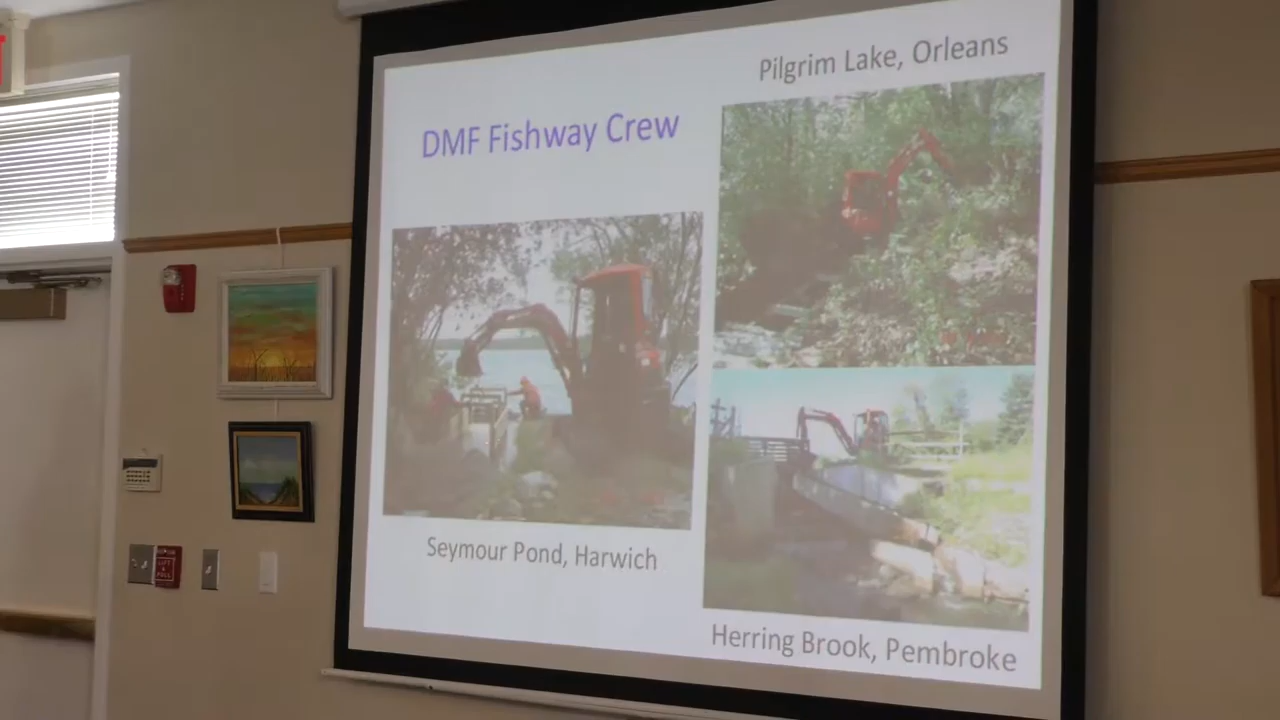 Pilgrim Lake, Orleans
DMF Fishway Crew
Seymour Pond, Harwich
Herring Brook, Pembroke